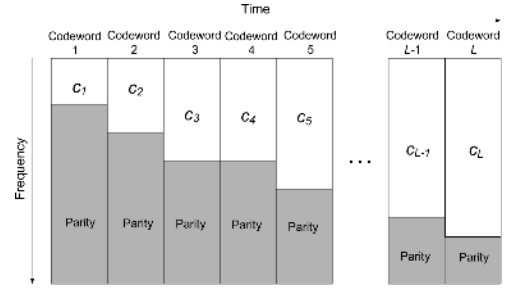 Time
Codeword 1
Codeword 2
Codeword 3
Codeword 4
Codeword 5
Codeword L-1
Codeword L
Frequency
C1
C2
C3
C4
C5
...
CL-1
CL
Parity
Parity
Parity
Parity
Parity
Parity
Parity